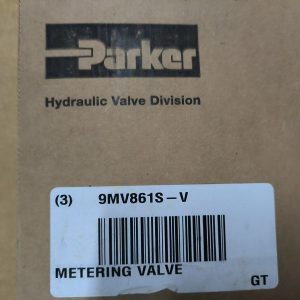 Parker
Hydraulic Valve Division
(3) 9MV861S-V
METERING VALVE
GT